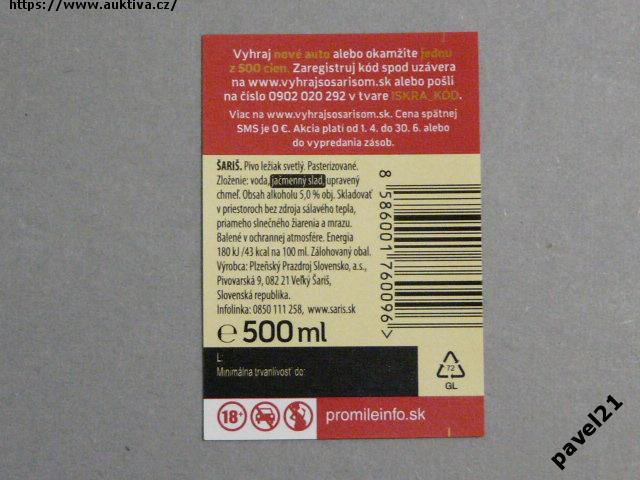 https://www.auktiva.cz/
Vyhraj nové auto alebo okamžite jednu
z 500 cien. Zaregistruj kód spod uzávera
na www.vyhrajsosarisom.sk alebo pošli
na číslo 0902 020 292 v tvare ISKRA_KÓD.
Viac na www.vyhrajsosarisom.sk. Cena spätnej
SMS je 0 €. Akcia platí od 1. 4. do 30. 6. alebo
do vypredania zásob.
ŠARIŠ. Pivo ležiak svetlý. Pasterizované.
Zloženie: voda, jačmenný slad, upravený
chmeľ. Obsah alkoholu 5,0 % obj. Skladovať
v priestoroch bez zdroja sálavého tepla,
priameho slnečného žiarenia a mrazu.
Balené v ochrannej atmosfére. Energia
180 kJ /43 kcal na 100 ml. Zálohovaný obal.
Výrobca: Plzeňský Prazdroj Slovensko, a.s.,
Pivovarská 9, 082 21 Veľký Šariš,
Slovenská republika.
Infolinka: 0850 111 258, www.saris.sk
℮ 500 ml
8 586001 760096 >
L:
Minimálna trvanlivosť do:
72
GL
18+
promileinfo.sk
pavel21